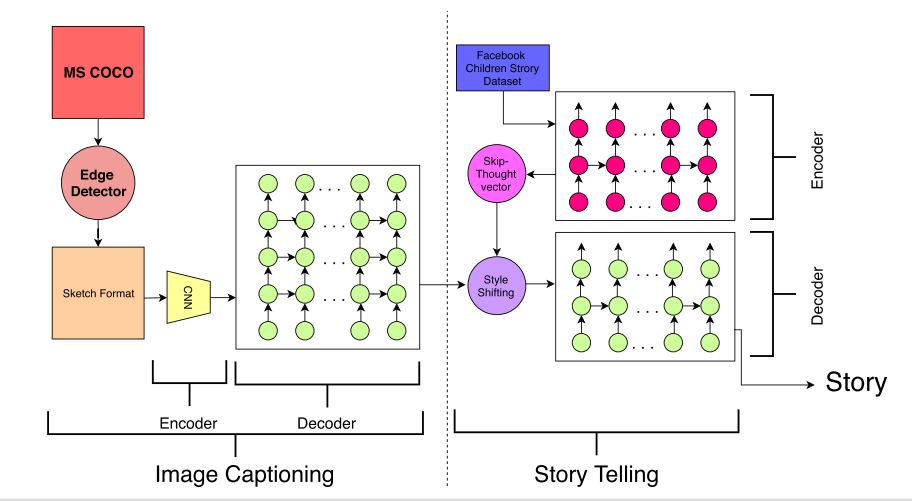 MS COCO
Edge
Detector
Sketch Format
CNN
Encoder
Decoder
Image Captioning
Facebook
Children Strory
Dataset
Skip-
Thought
vector
Style
Shifting
Encoder
Decoder
Story
Story Telling